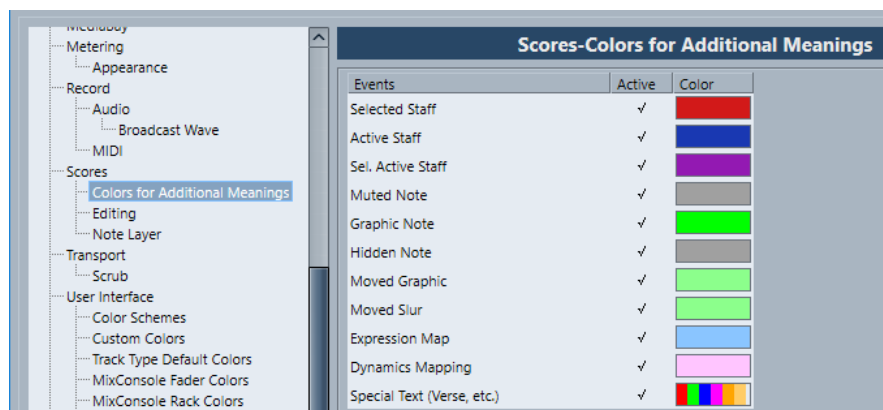 MediaBay
Metering
Appearance
Record
Audio
Broadcast Wave
MIDI
Scores
Colors for Additional Meanings
Editing
Note Layer
Transport
Scrub
User Interface
Color Schemes
Custom Colors
Track Type Default Colors
MixConsole Fader Colors
MixConsole Rack Colors
Scores-Colors for Additional Meanings
Events Active Color
Selected Staff √
Active Staff √
Sel. Active Staff √
Muted Note √
Graphic Note √
Hidden Note √
Moved Graphic √
Moved Slur √
Expression Map √
Dynamics Mapping √
Special Text (Verse, etc.) √